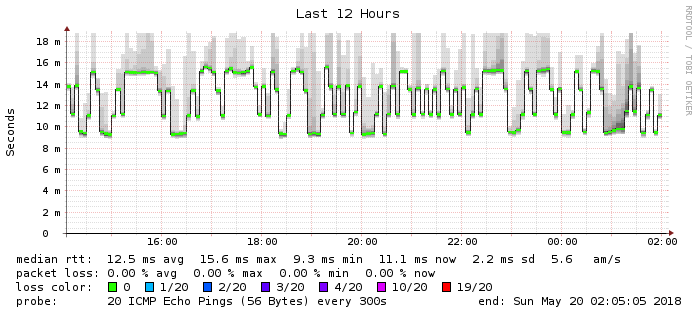 Last 12 Hours
RRDTOOL / TOBI OETIKER
Seconds
18 m
16 m
14 m
12 m
10 m
8 m
6 m
4 m
2 m
0
16:00 18:00 20:00 22:00 00:00 02:00
median rtt: 12.5 ms avg 15.6 ms max 9.3 ms min 11.1 ms now 2.2 ms sd 5.6 am/s
packet loss: 0.00 % avg 0.00 % max 0.00 % min 0.00 % now
loss color: 0 1/20 2/20 3/20 4/20 10/20 19/20
probe: 20 ICMP Echo Pings (56 Bytes) every 300s end: Sun May 20 02:05:05 2018